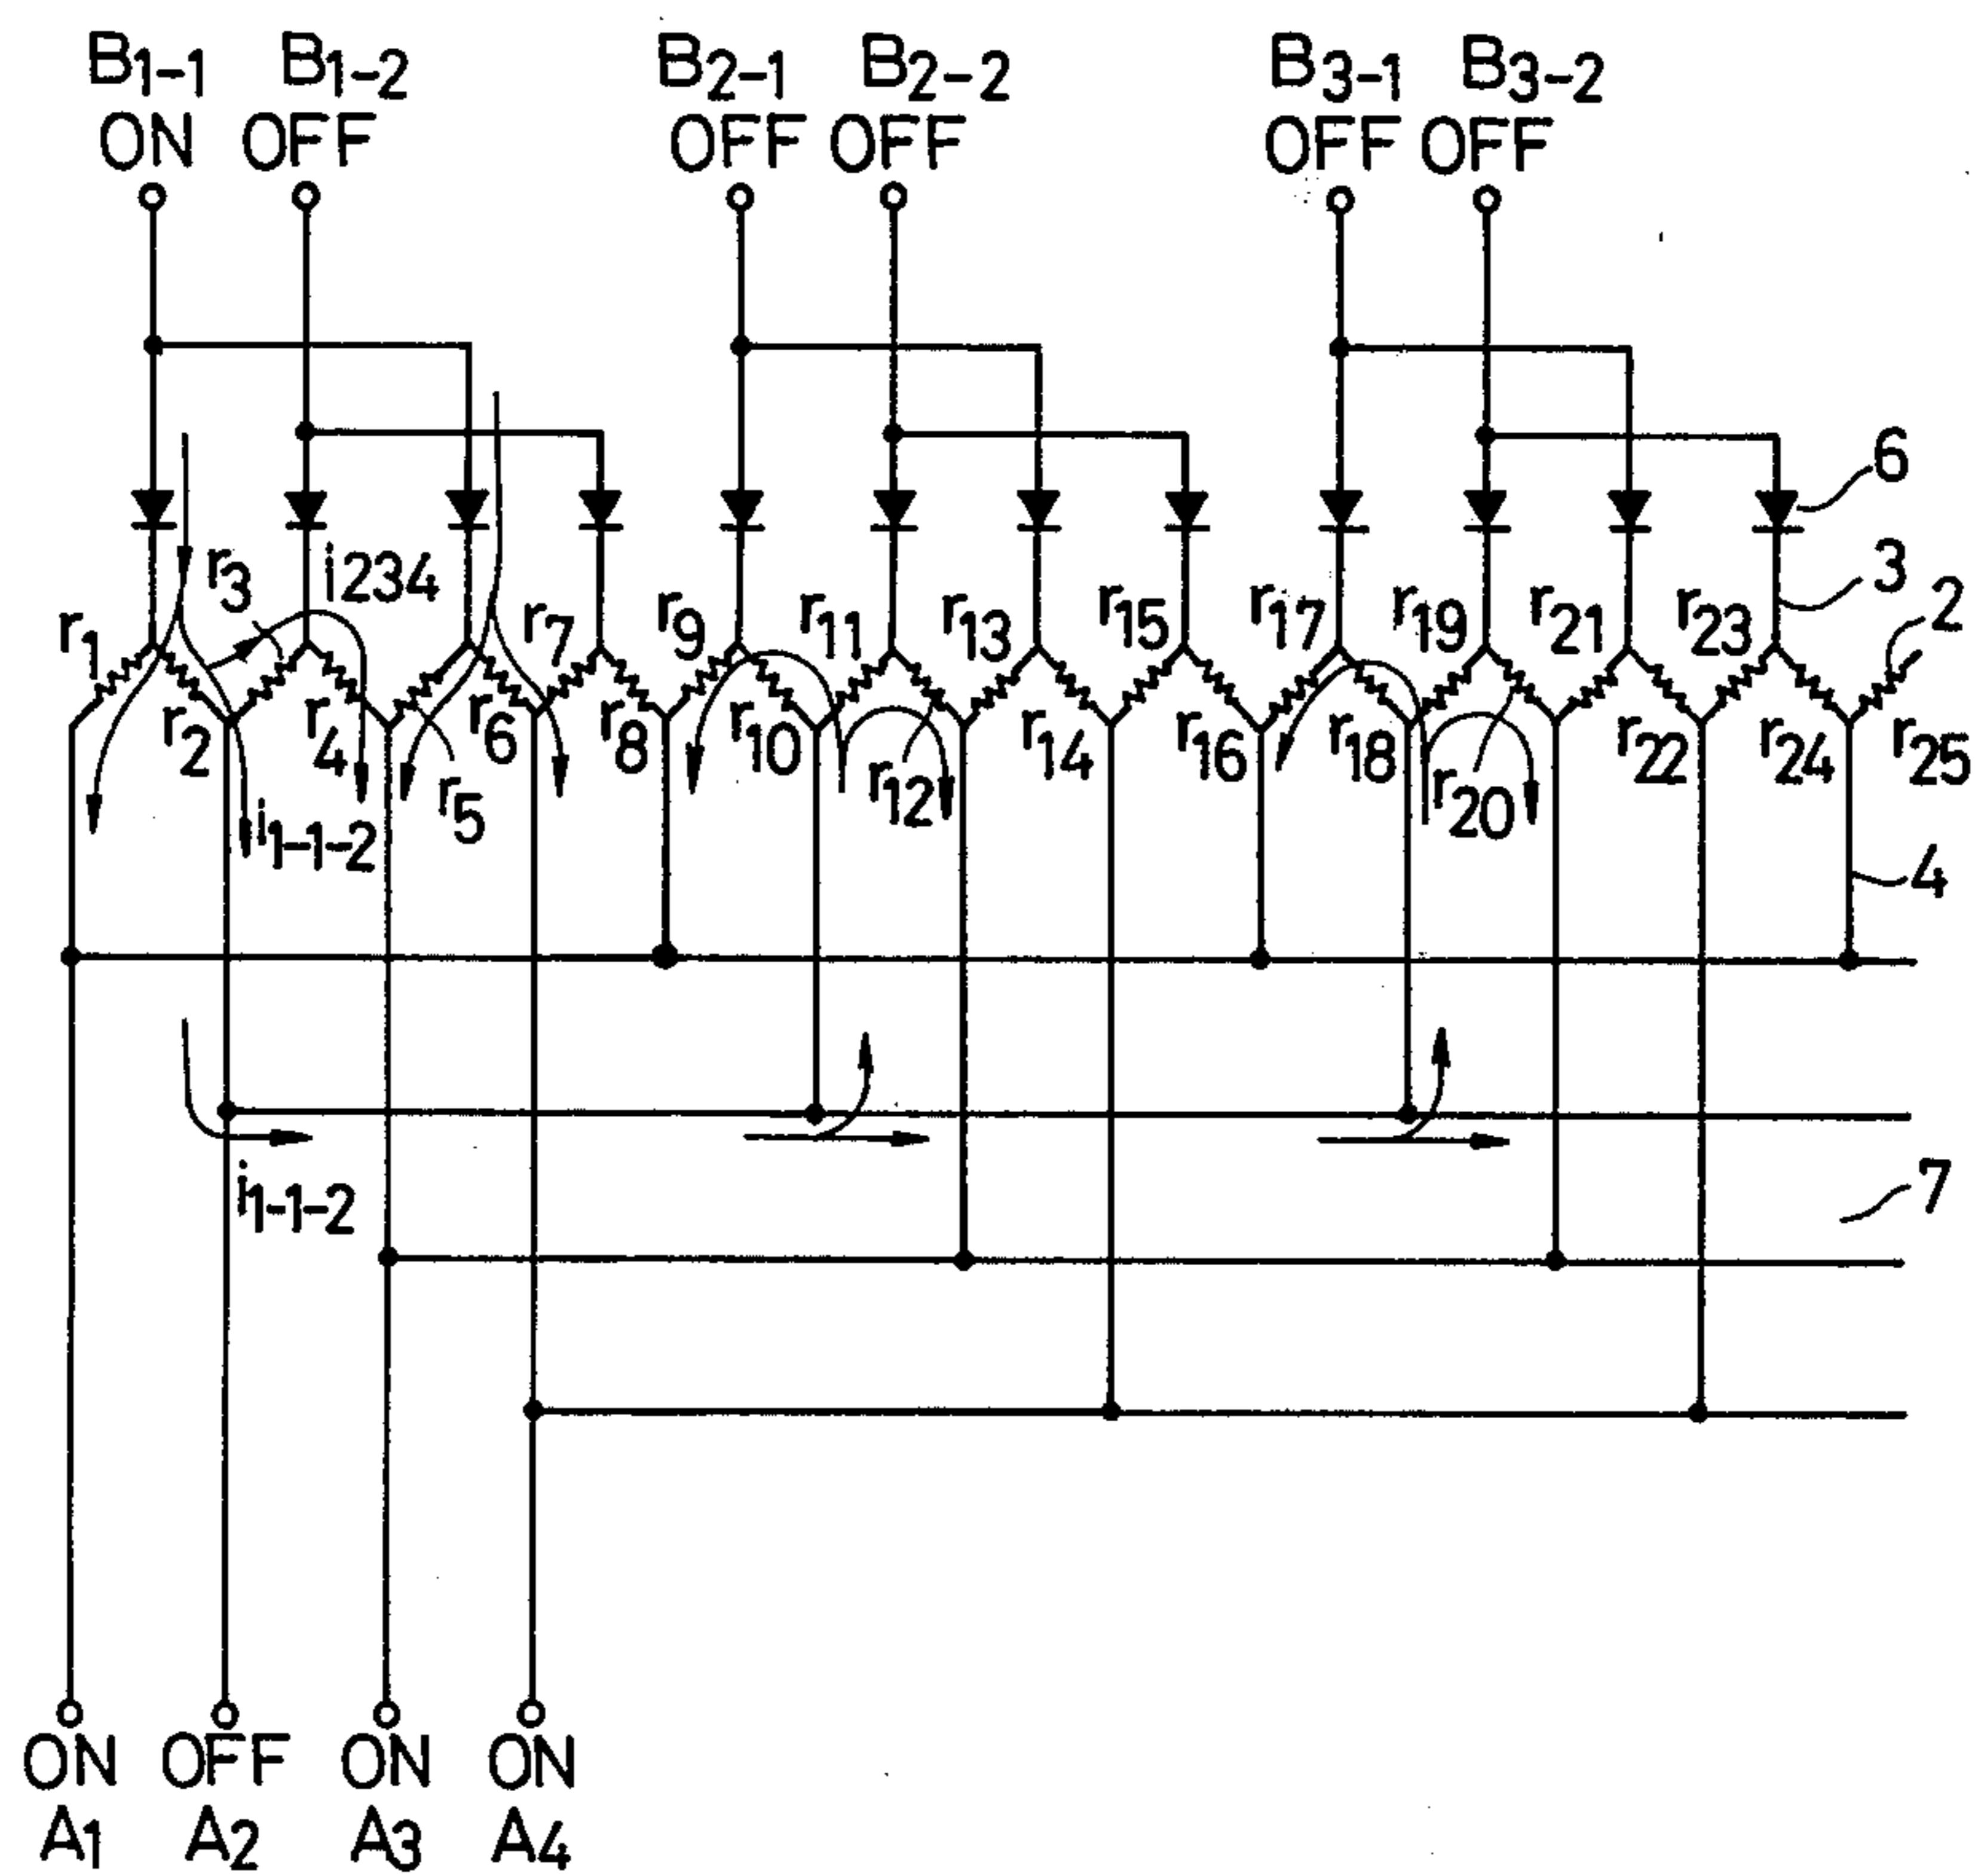 B1-1 B1-2 B2-1 B2-2 B3-1 B3-2
ON OFF OFF OFF OFF OFF
6
r3 i234 3
r1 r7 r9 r11 r13 r15 r17 r19 r21 r23 2
r2 r4 r6 r8 r10 r12 r14 r16 r18 r20 r22 r24 r25
i1-1-2 r5
4
i1-1-2
7
ON OFF ON ON
A1 A2 A3 A4